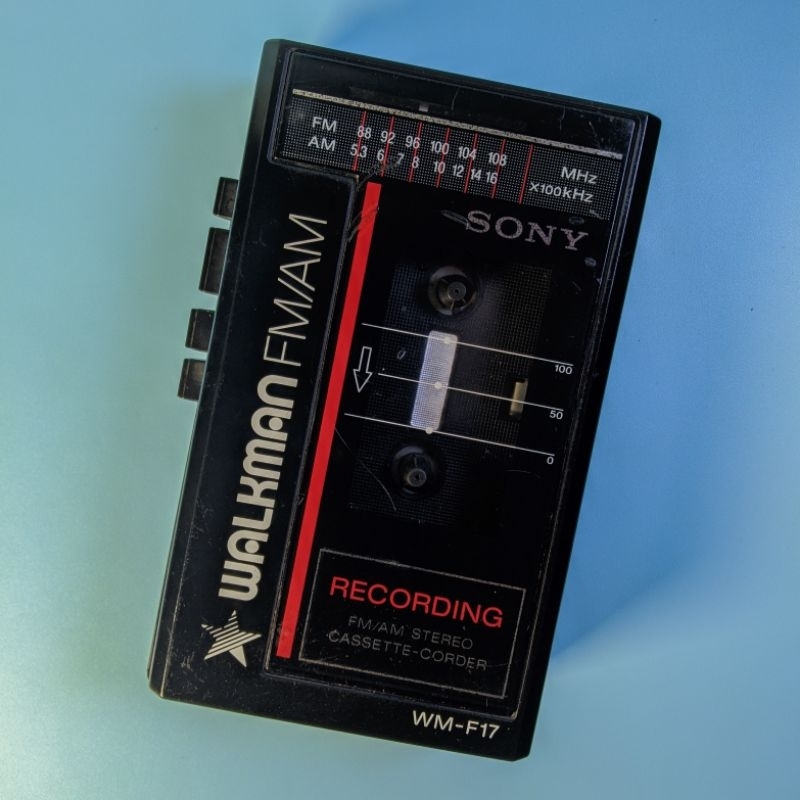 FM 88 92 96 100 104 108 MHz
AM 5.3 6 7 8 10 12 14 16 x100kHz
SONY
WALKMAN FM/AM
100
50
0
RECORDING
FM/AM STEREO
CASSETTE-CORDER
WM-F17